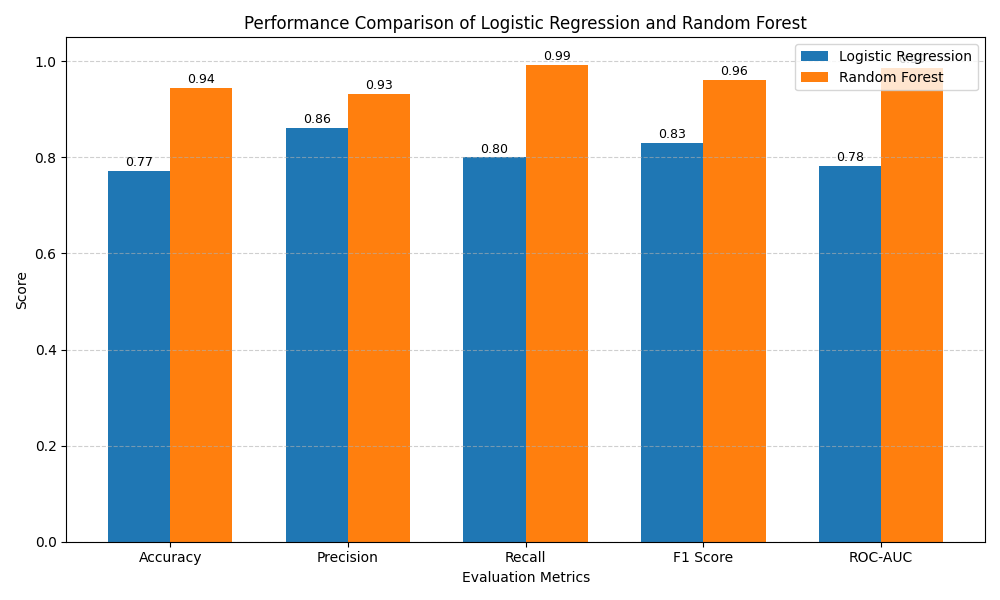 Performance Comparison of Logistic Regression and Random Forest
Logistic Regression
Random Forest
1.0
0.8
0.6
0.4
0.2
0.0
Score
0.77
0.94
0.86
0.93
0.80
0.99
0.83
0.96
0.78
Accuracy
Precision
Recall
F1 Score
ROC-AUC
Evaluation Metrics